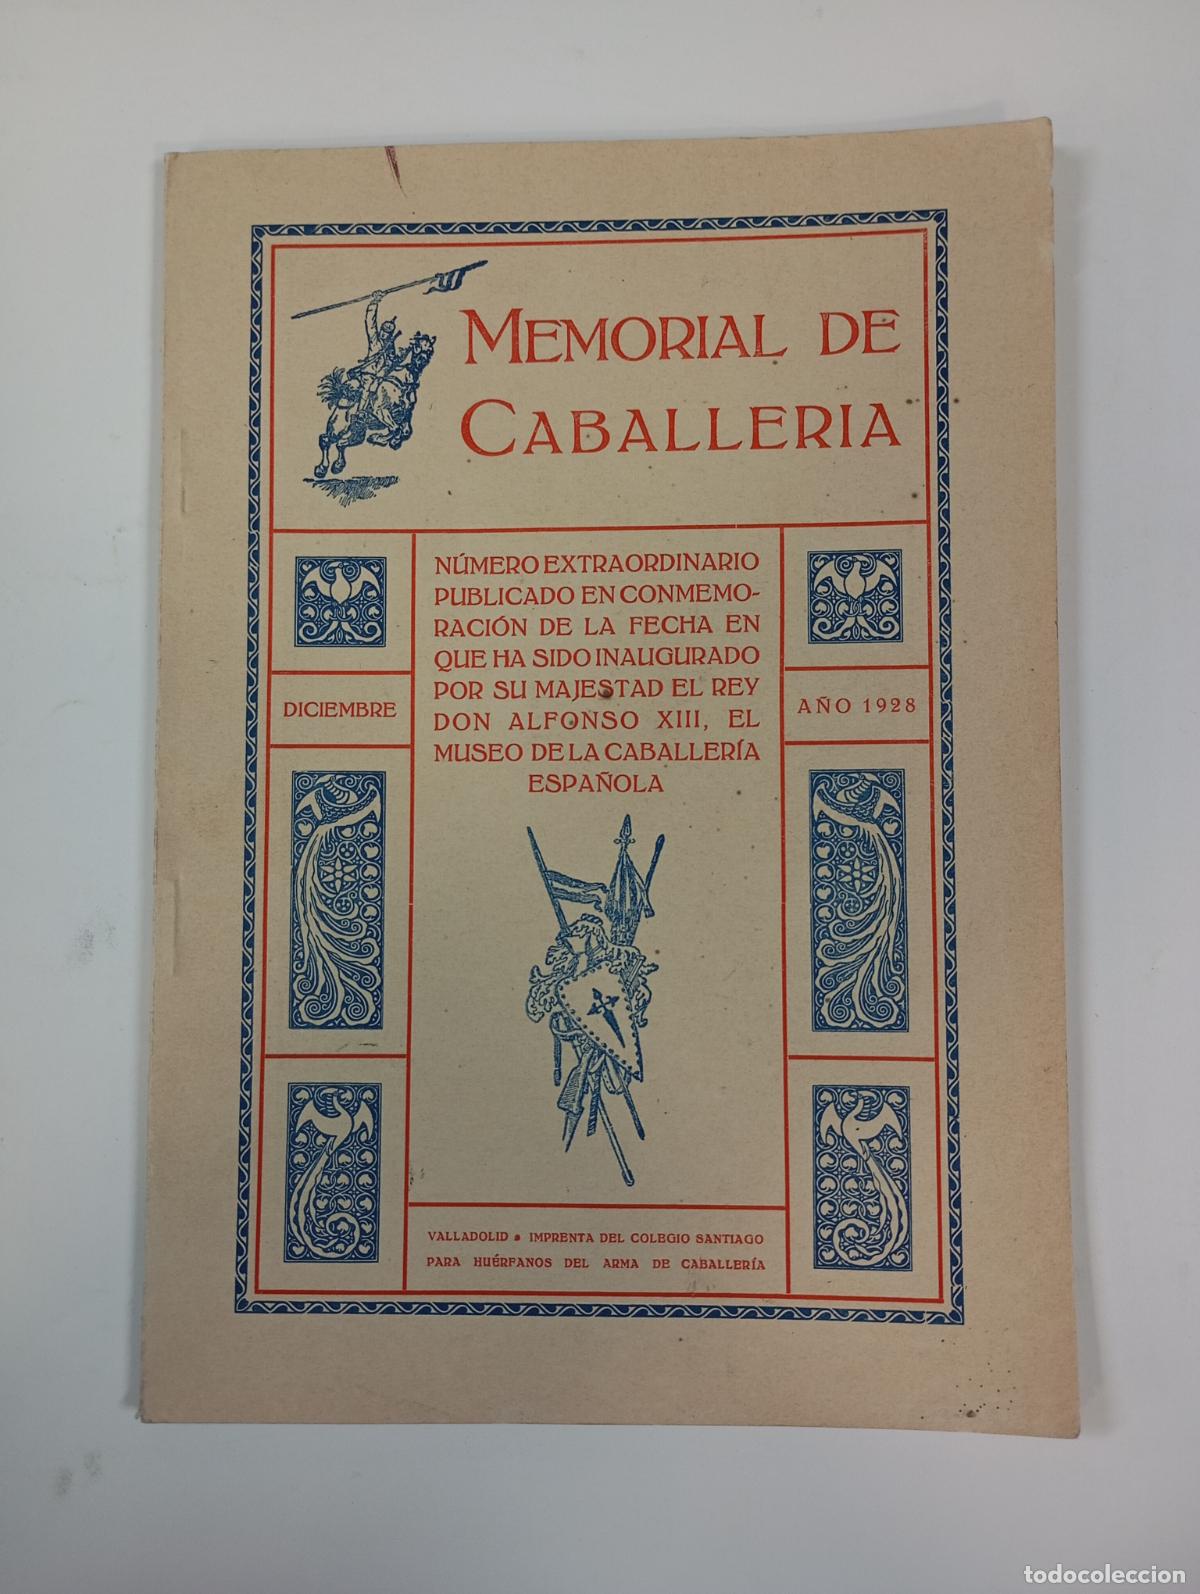 MEMORIAL DE
CABALLERIA
NÚMERO EXTRAORDINARIO
PUBLICADO EN CONMEMO-
RACIÓN DE LA FECHA EN
QUE HA SIDO INAUGURADO
POR SU MAJESTAD EL REY
DON ALFONSO XIII, EL
MUSEO DE LA CABALLERÍA
ESPAÑOLA
DICIEMBRE
AÑO 1928
VALLADOLID • IMPRENTA DEL COLEGIO SANTIAGO
PARA HUÉRFANOS DEL ARMA DE CABALLERÍA
todocoleccion